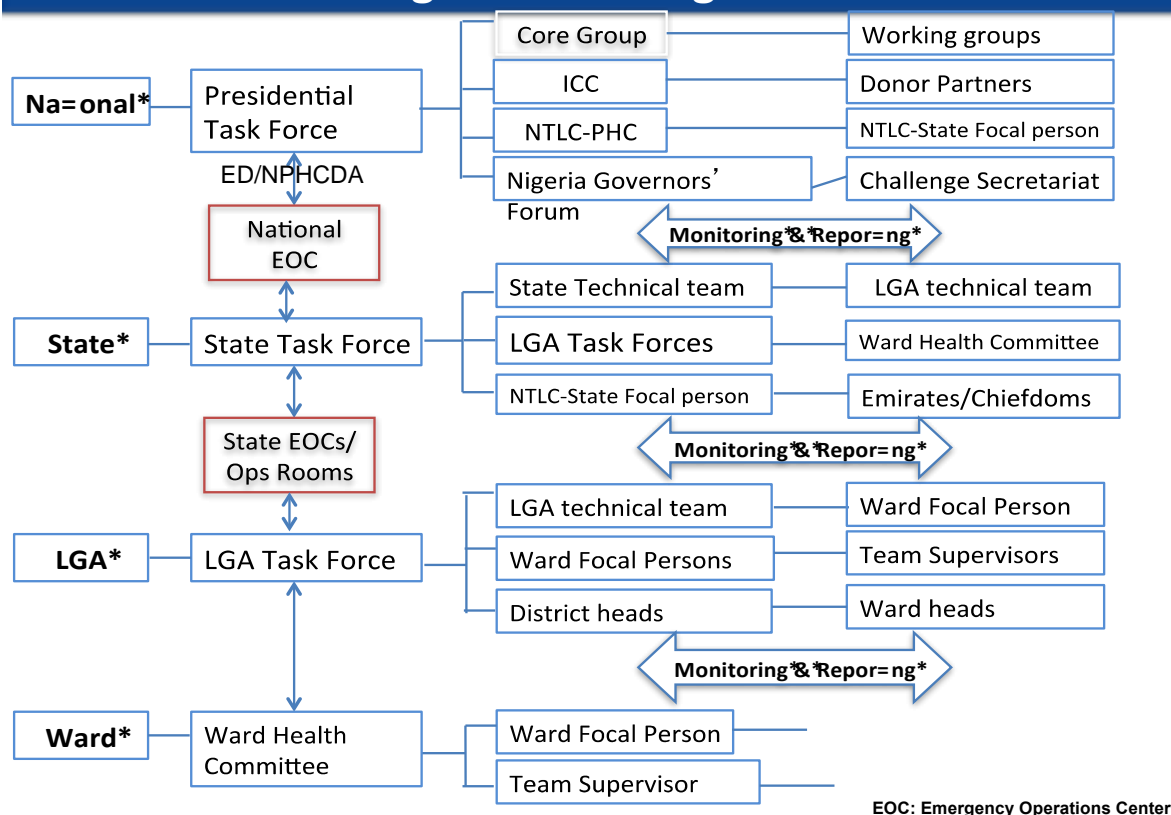 Core Group
Working groups
Na=onal*
Presidential
Task Force
ICC
Donor Partners
NTLC-PHC
NTLC-State Focal person
ED/NPHCDA
Nigeria Governors’
Forum
Challenge Secretariat
National
EOC
Monitoring*&*Repor=ng*
State Technical team
LGA technical team
State*
State Task Force
LGA Task Forces
Ward Health Committee
NTLC-State Focal person
Emirates/Chiefdoms
State EOCs/
Ops Rooms
Monitoring*&*Repor=ng*
LGA technical team
Ward Focal Person
LGA*
LGA Task Force
Ward Focal Persons
Team Supervisors
District heads
Ward heads
Monitoring*&*Repor=ng*
Ward*
Ward Health
Committee
Ward Focal Person
Team Supervisor
EOC: Emergency Operations Center